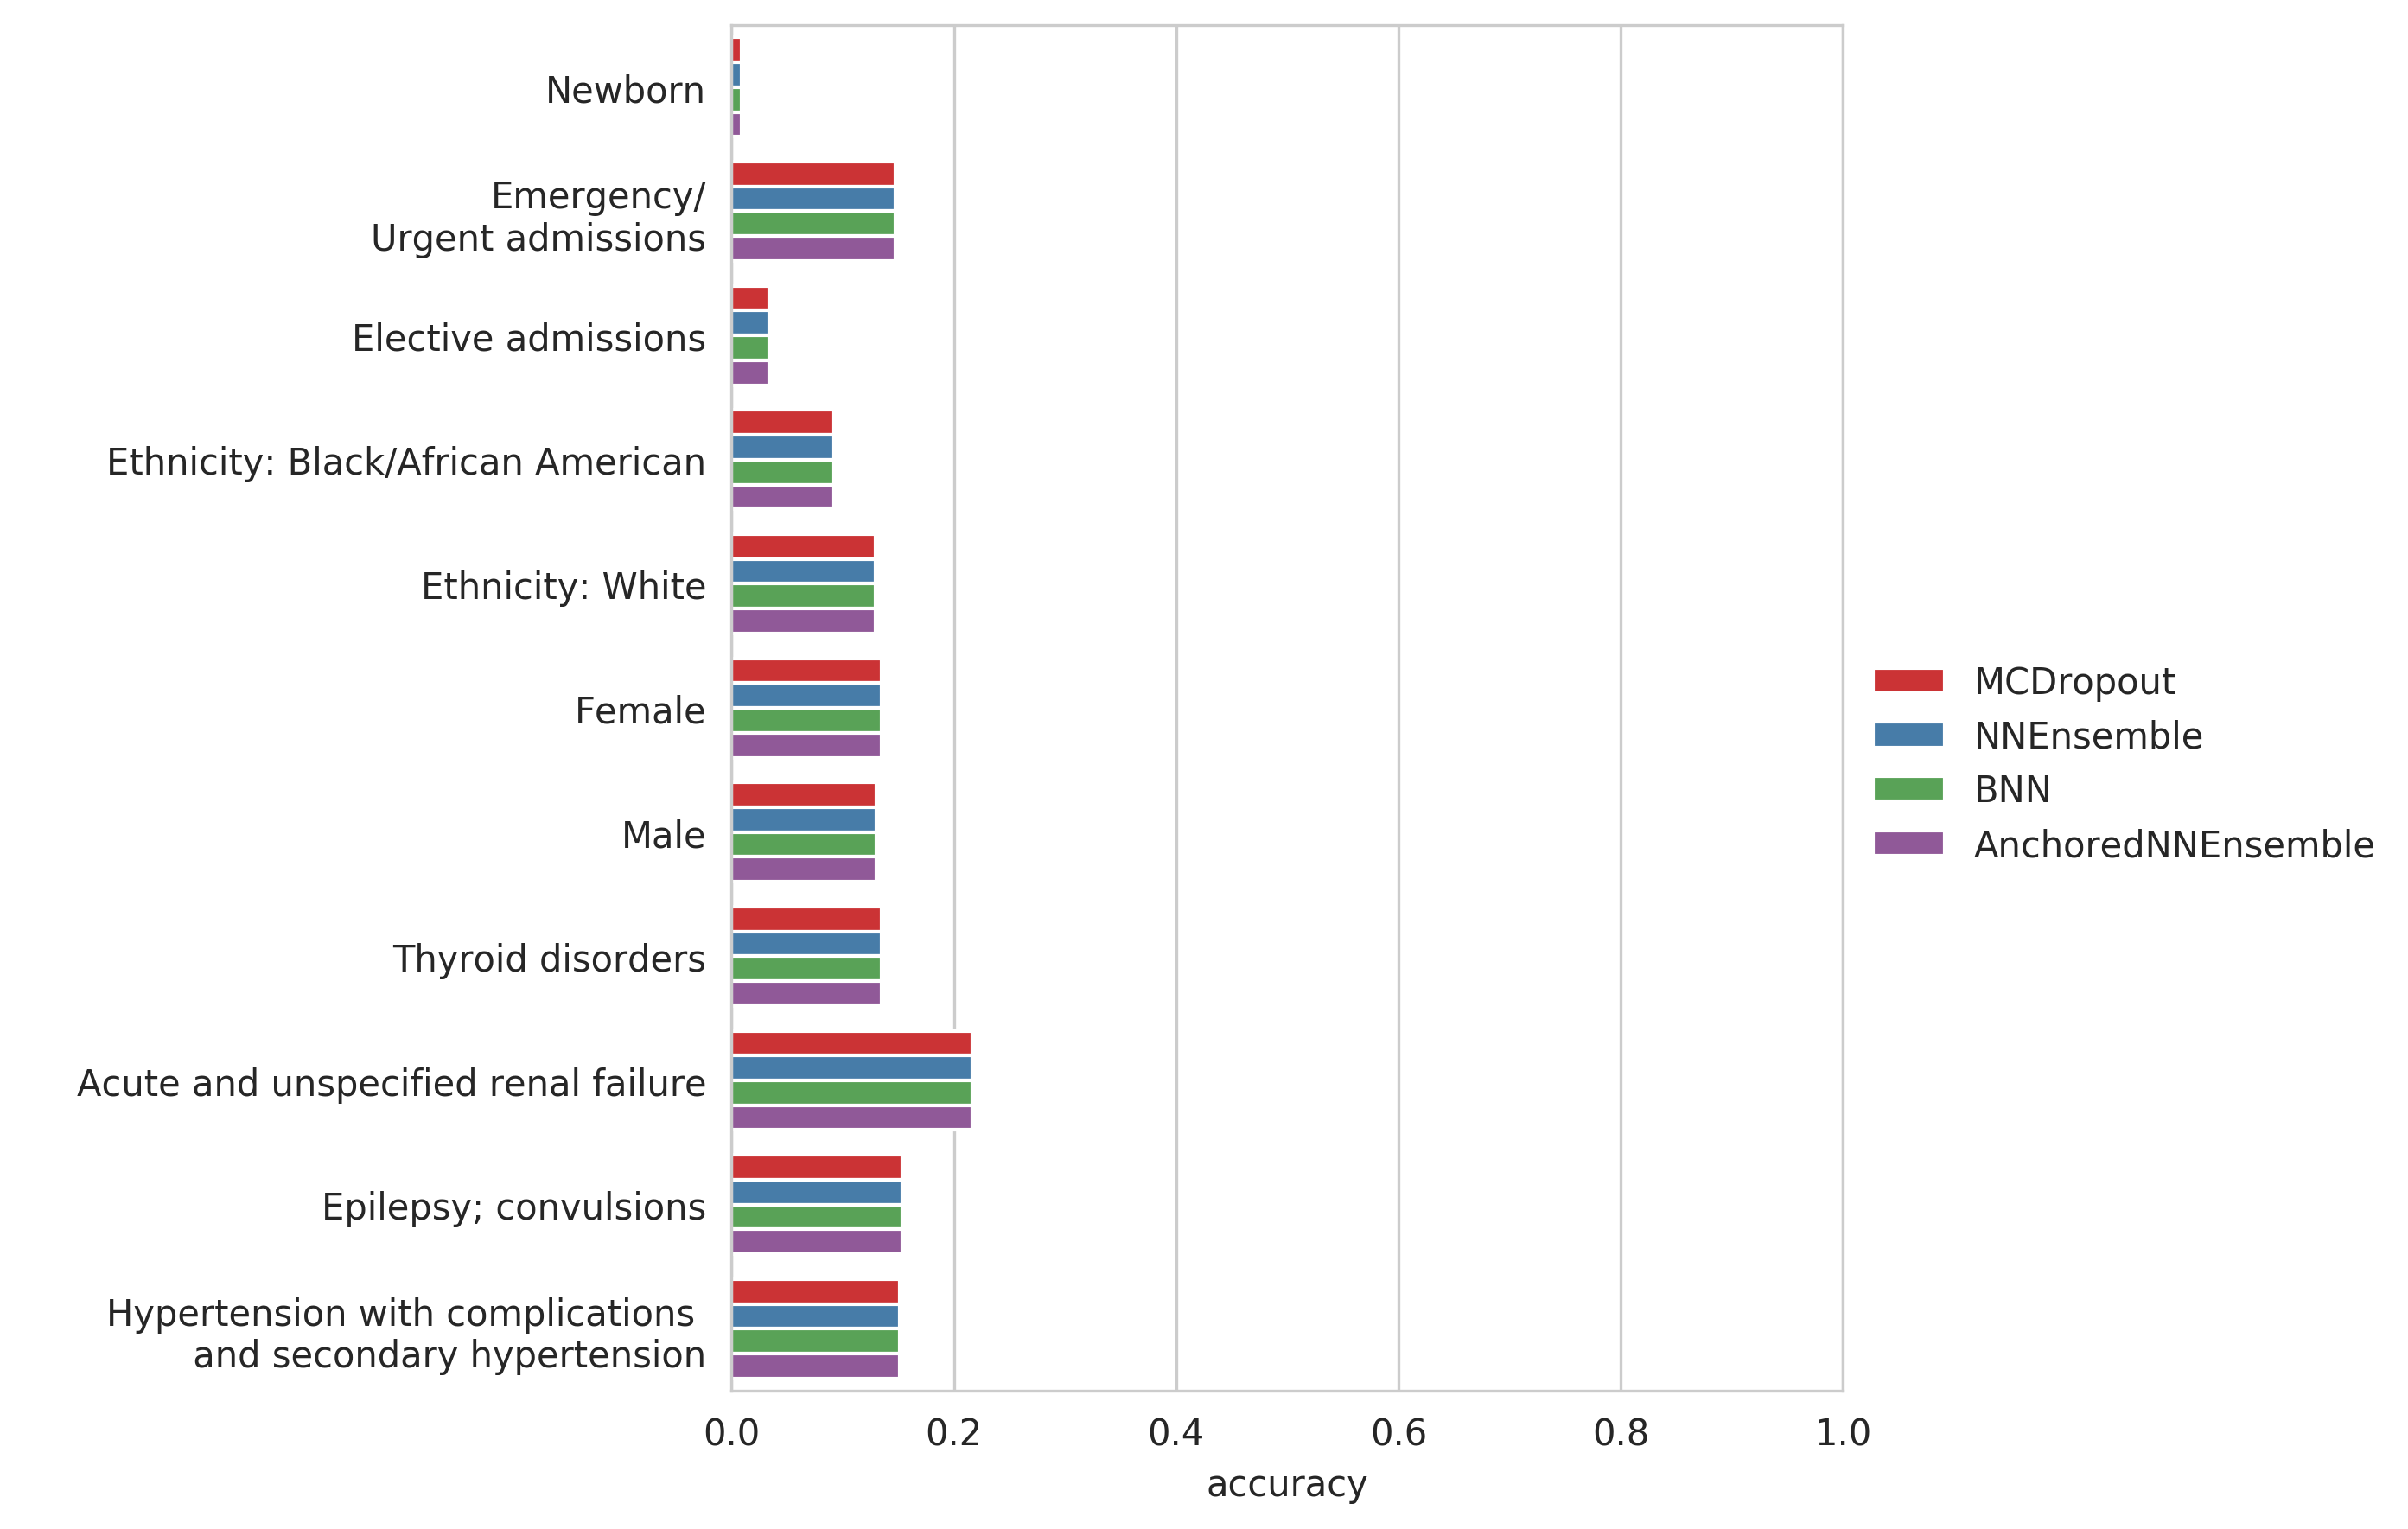 Newborn
Emergency/
Urgent admissions
Elective admissions
Ethnicity: Black/African American
Ethnicity: White
Female
Male
Thyroid disorders
Acute and unspecified renal failure
Epilepsy; convulsions
Hypertension with complications
and secondary hypertension
0.0 0.2 0.4 0.6 0.8 1.0
accuracy
MCDropout
NNEnsemble
BNN
AnchoredNNEnsemble